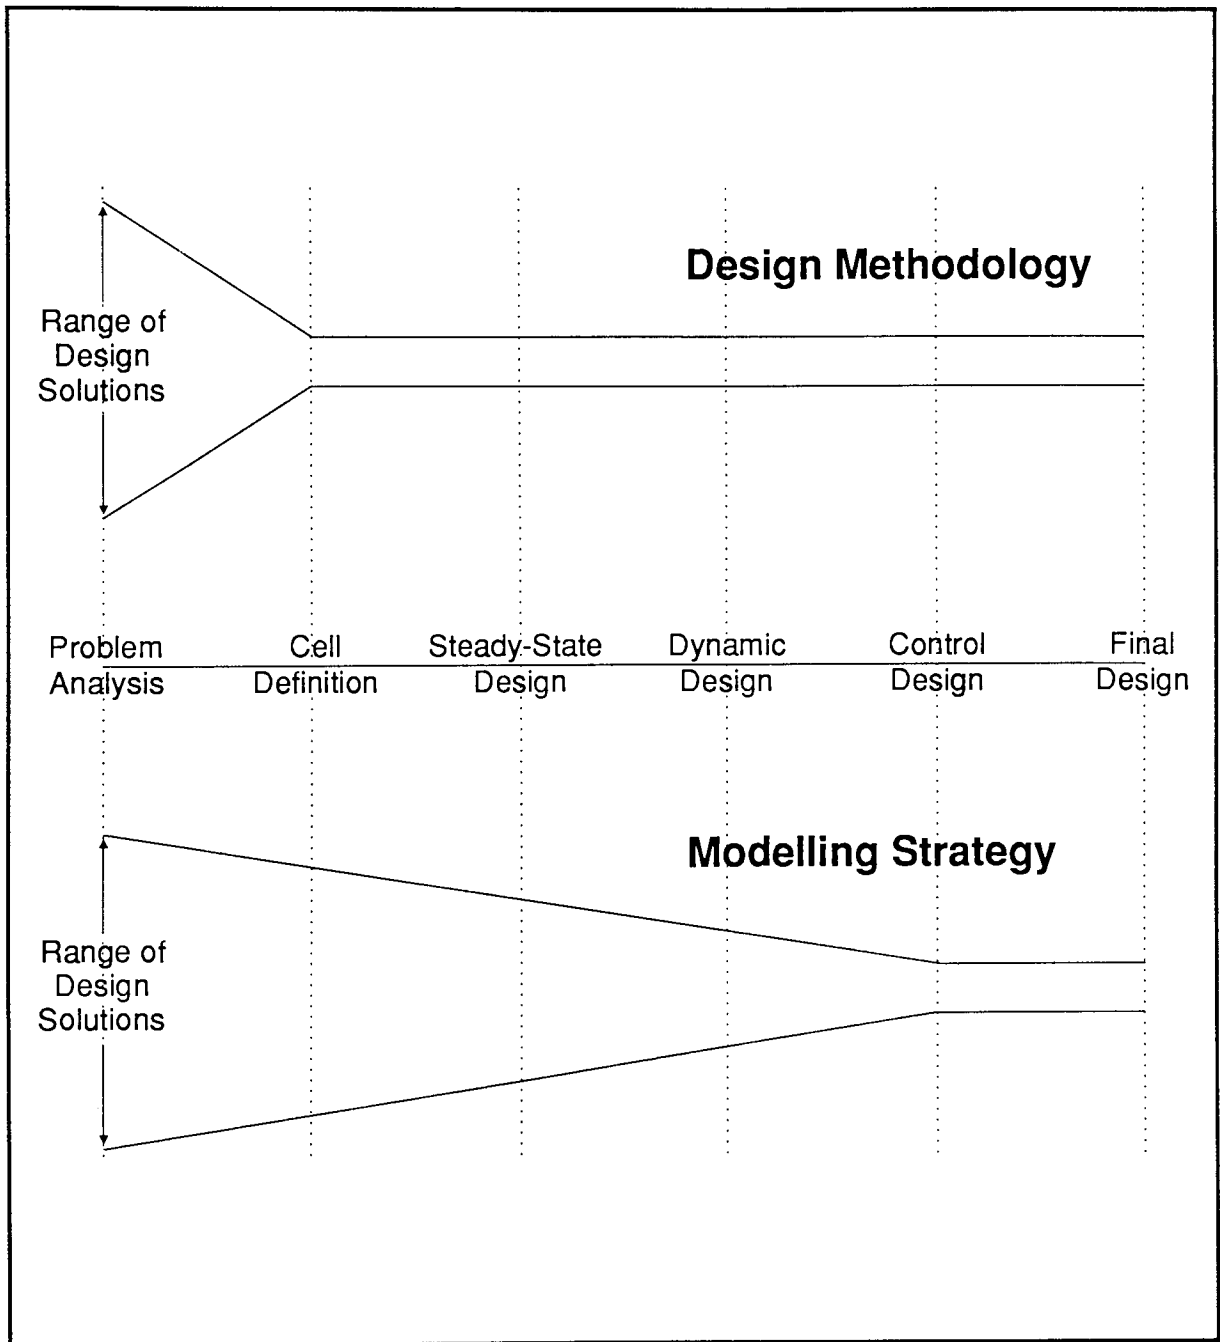 Design Methodology
Range of
Design
Solutions
Problem
Analysis
Cell
Definition
Steady-State
Design
Dynamic
Design
Control
Design
Final
Design
Modelling Strategy
Range of
Design
Solutions